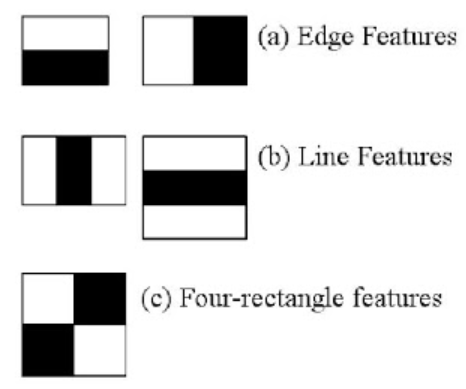 (a) Edge Features
(b) Line Features
(c) Four-rectangle features